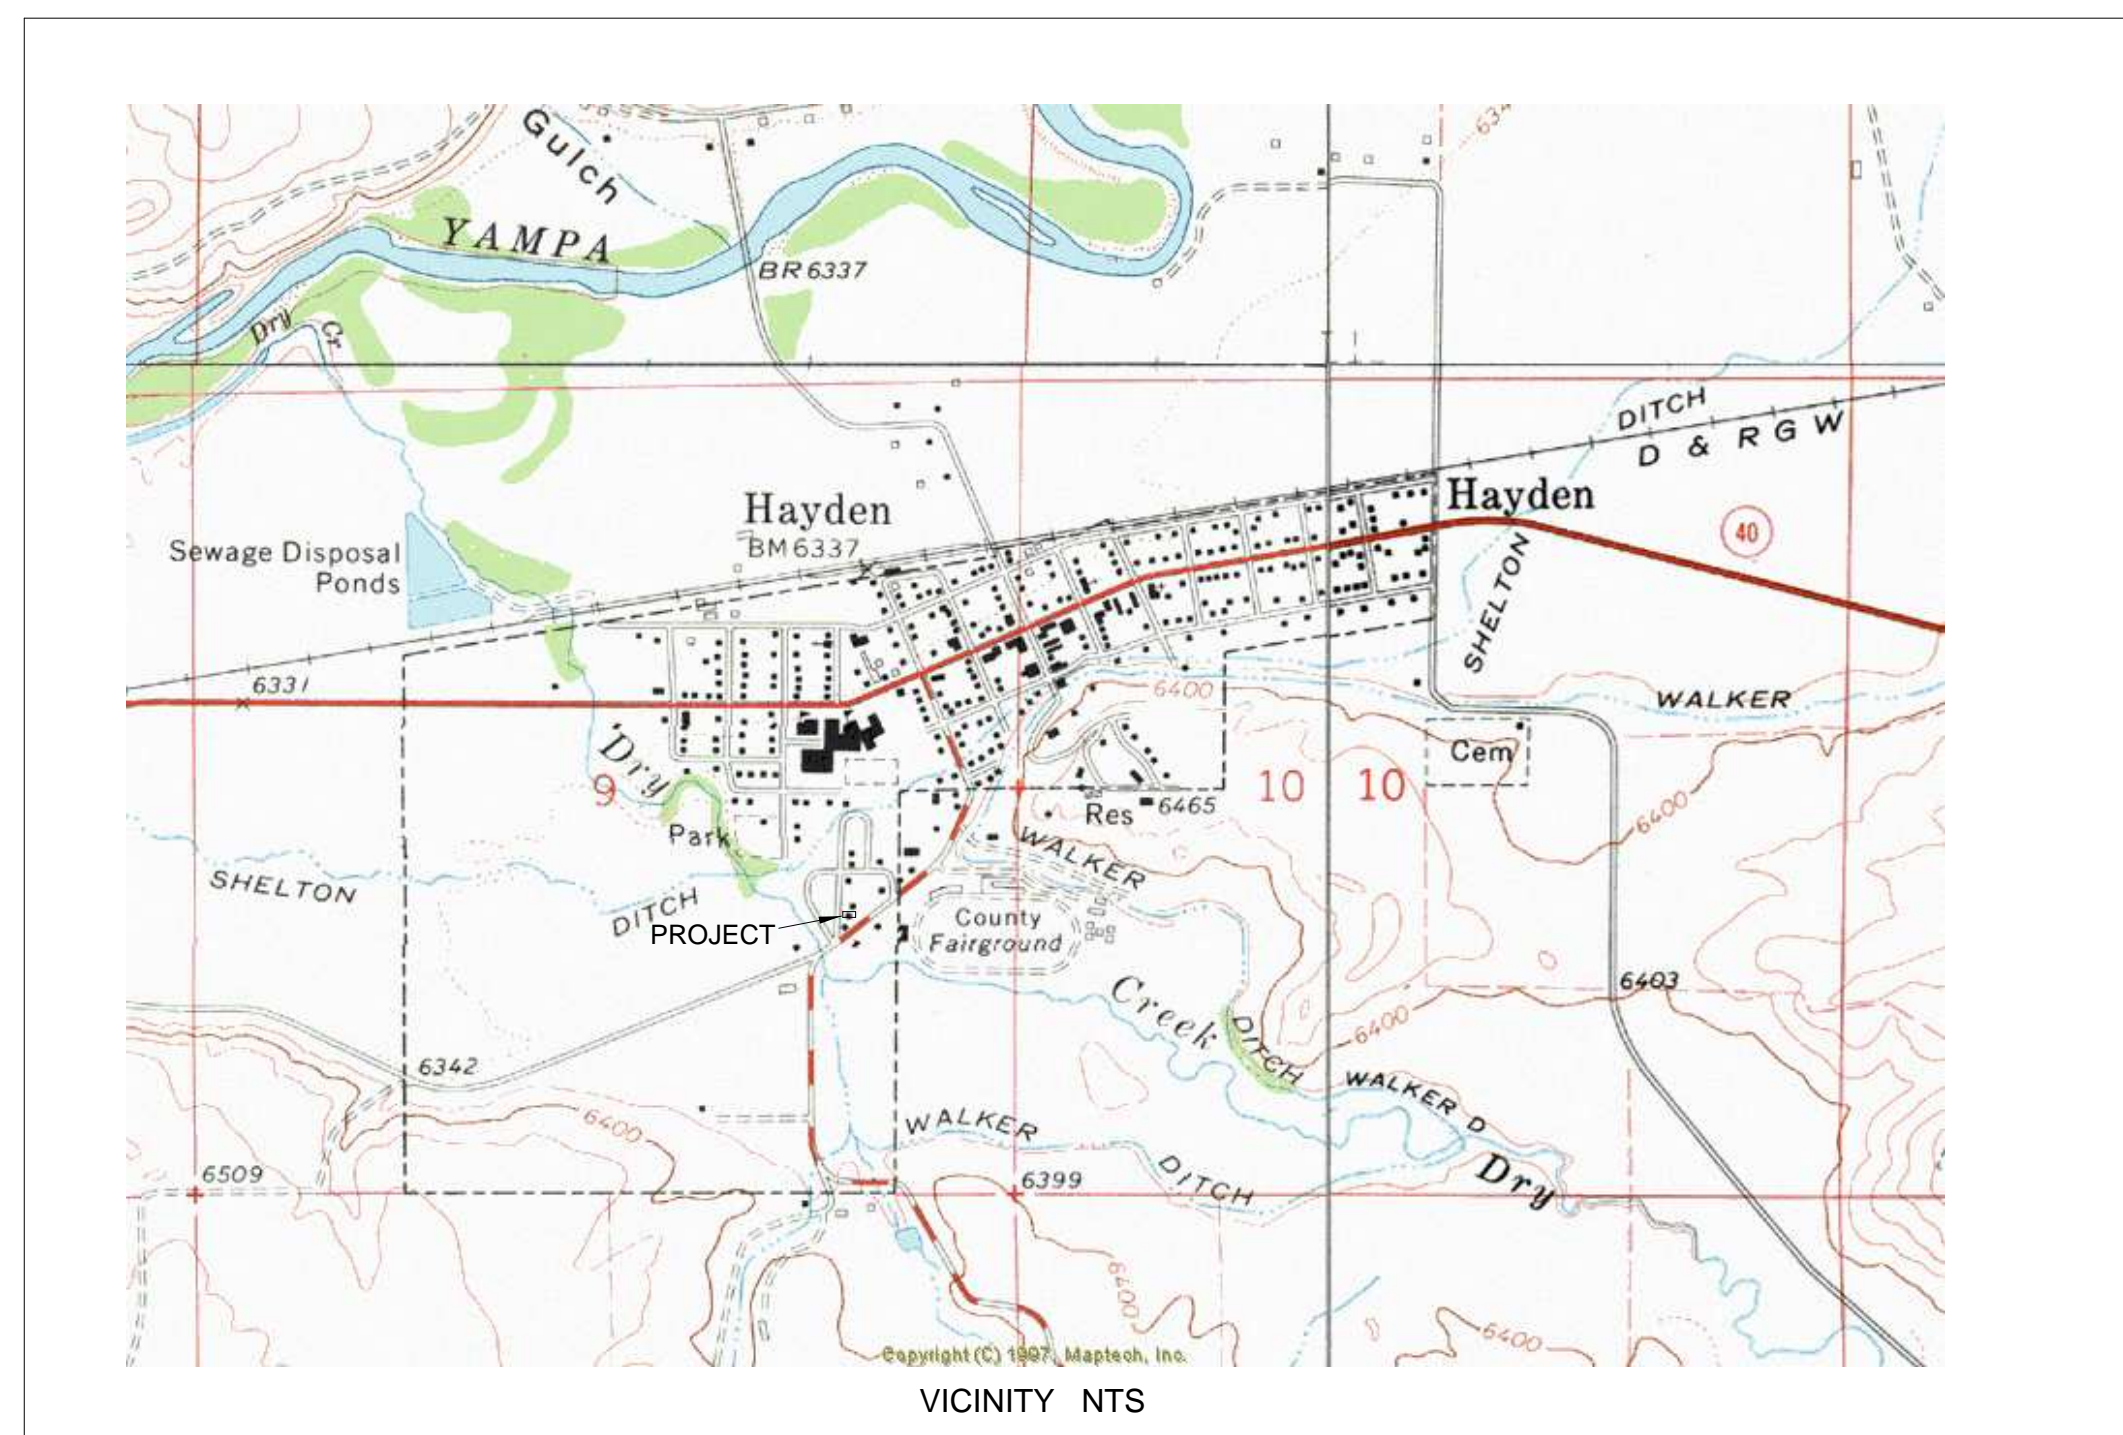 634
Gulch
YAMPA
BR 6337
Dry Cr
DITCH
D & RGW
Hayden
Hayden
BM 6337
40
Sewage Disposal
Ponds
SHELTON
6331
6400
WALKER
Dry
9
10
10
Cem
Park
Res
6465
6400
WALKER
SHELTON
DITCH
PROJECT
County
Fairground
Creek
6403
DITCH
6400
6342
WALKER D
6400
WALKER
Dry
6509
6399
DITCH
6400
6400
Copyright (C) 1997, Maptech, Inc.
VICINITY NTS